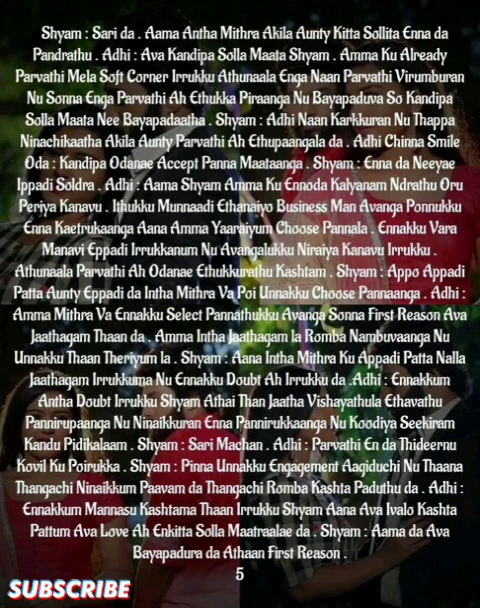 Shyam : Sari da . Aama Antha Mithra Akila Aunty Kitta Sollita Enna da
Pandrathu . Adhi : Ava Kandipa Solla Maata Shyam . Amma Ku Already
Parvathi Mela Soft Corner Irrukku Athunaala Enga Naan Parvathi Virumburan
Nu Sonna Enga Parvathi Ah Ethukka Piraanga Nu Bayapaduva So Kandipa
Solla Maata Nee Bayapadaatha . Shyam : Adhi Naan Karkkuran Nu Thappa
Ninachikaatha Akila Aunty Parvathi Ah Ethupaangala da . Adhi Chinna Smile
Oda : Kandipa Odanae Accept Panna Maataanga . Shyam : Enna da Neeyae
Ippadi Soldra . Adhi : Aama Shyam Amma Ku Ennoda Kalyanam Ndrathu Oru
Periya Kanavu . Ithukku Munnaadi Ethanaiyo Business Man Avanga Ponnukku
Enna Kaetrukaanga Aana Amma Yaaraiyum Choose Pannala . Ennakku Vara
Manavi Eppadi Irrukkanum Nu Avangalukku Niraiya Kanavu Irruku .
Athunaala Parvathi Ah Odanae Ethukkurathu Kashtam . Shyam : Appo Appadi
Patta Aunty Eppadi da Intha Mithra Va Poi Unnakku Choose Pannaanga . Adhi :
Amma Mithra Va Ennakku Select Pannathukku Avanga Sonna First Reason Ava
Jaathagam Thaan da . Amma Intha Jaathagam la Romba Nambuvaanga Nu
Unnakku Thaan Theriyum la . Shyam : Aana Intha Mithra Ku Appadi Patta Nalla
Jaathagam Irrukkuma Nu Ennakku Doubt Ah Irruku da .Adhi : Ennakkum
Antha Doubt Irruku Shyam Athai Than Jaatha Vishayathula Ethavathu
Pannirupaanga Nu Ninaikkuran Enna Pannirukkaanga Nu Koodiya Seekiram
Kandu Pidikalaam . Shyam : Sari Machan . Adhi : Parvathi En da Thideernu
Kovil Ku Poirukka . Shyam : Pinna Unnakku Engagement Aagiduchi Nu Thaana
Thangachi Ninaikkum Paavam da Thangachi Romba Kashta Paduthu da . Adhi :
Ennakkum Mannasu Kashtama Thaan Irruku Shyam Aana Ava Ivalo Kashta
Pattum Ava Love Ah Enkitta Solla Maatraalae da . Shyam : Aama da Ava
Bayapadura da Athaan First Reason .
5
SUBSCRIBE